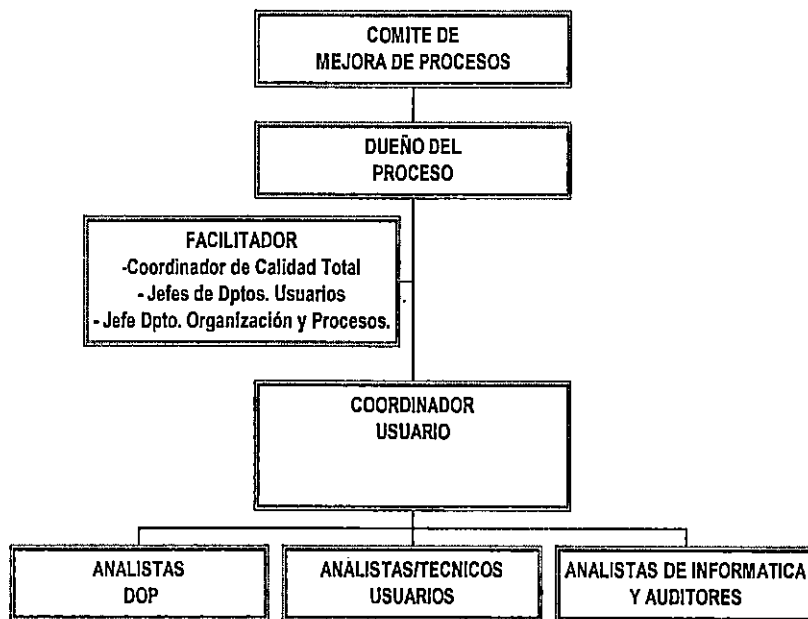 COMITE DE
MEJORA DE PROCESOS
DUEÑO DEL
PROCESO
FACILITADOR
-Coordinador de Calidad Total
- Jefes de Dptos. Usuarios
- Jefe Dpto. Organización y Procesos.
COORDINADOR
USUARIO
ANALISTAS
DOP
ANALISTAS/TECNICOS
USUARIOS
ANALISTAS DE INFORMATICA
Y AUDITORES